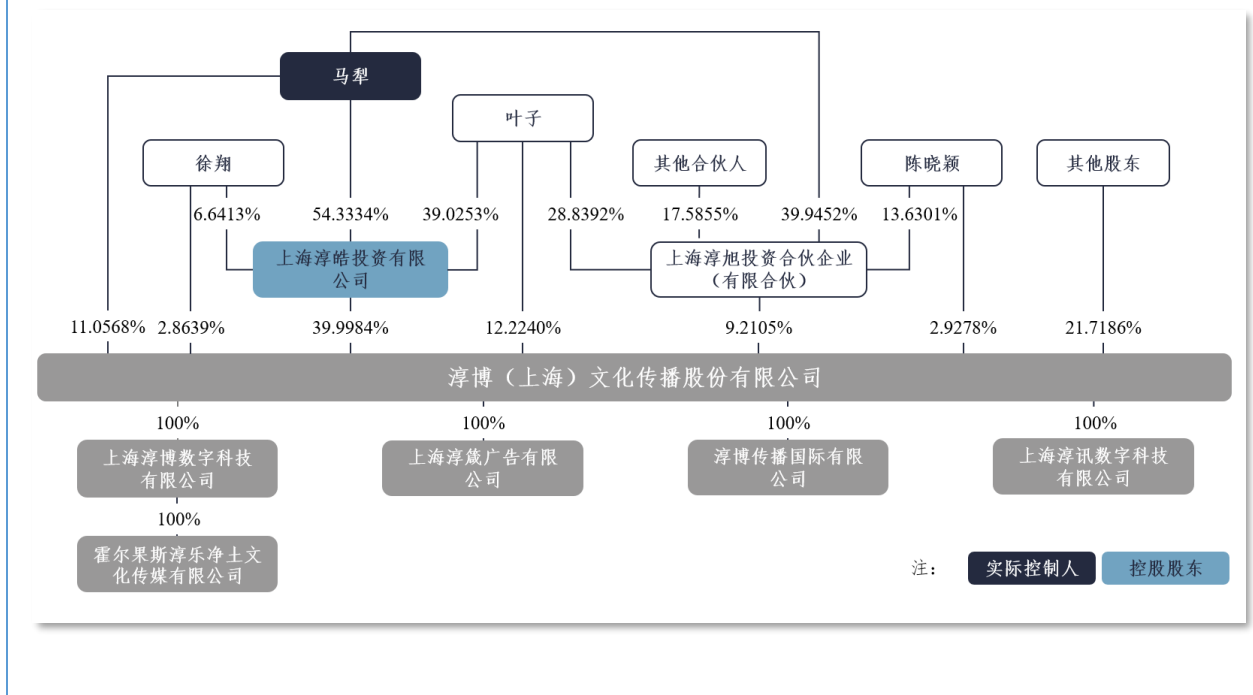 马犁
叶子
徐翔
其他合伙人
陈晓颖
其他股东
6.6413%
54.3334%
39.0253%
28.8392%
17.5855%
39.9452%
13.6301%
上海淳皓投资有限
公司
上海淳旭投资合伙企业
（有限合伙）
11.0568%
2.8639%
39.9984%
12.2240%
9.2105%
2.9278%
21.7186%
淳博（上海）文化传播股份有限公司
100%
100%
100%
100%
上海淳博数字科技
有限公司
上海淳箴广告有限
公司
淳博传播国际有限
公司
上海淳讯数字科技
有限公司
100%
霍尔果斯淳乐净土文
化传媒有限公司
注：
实际控制人
控股股东